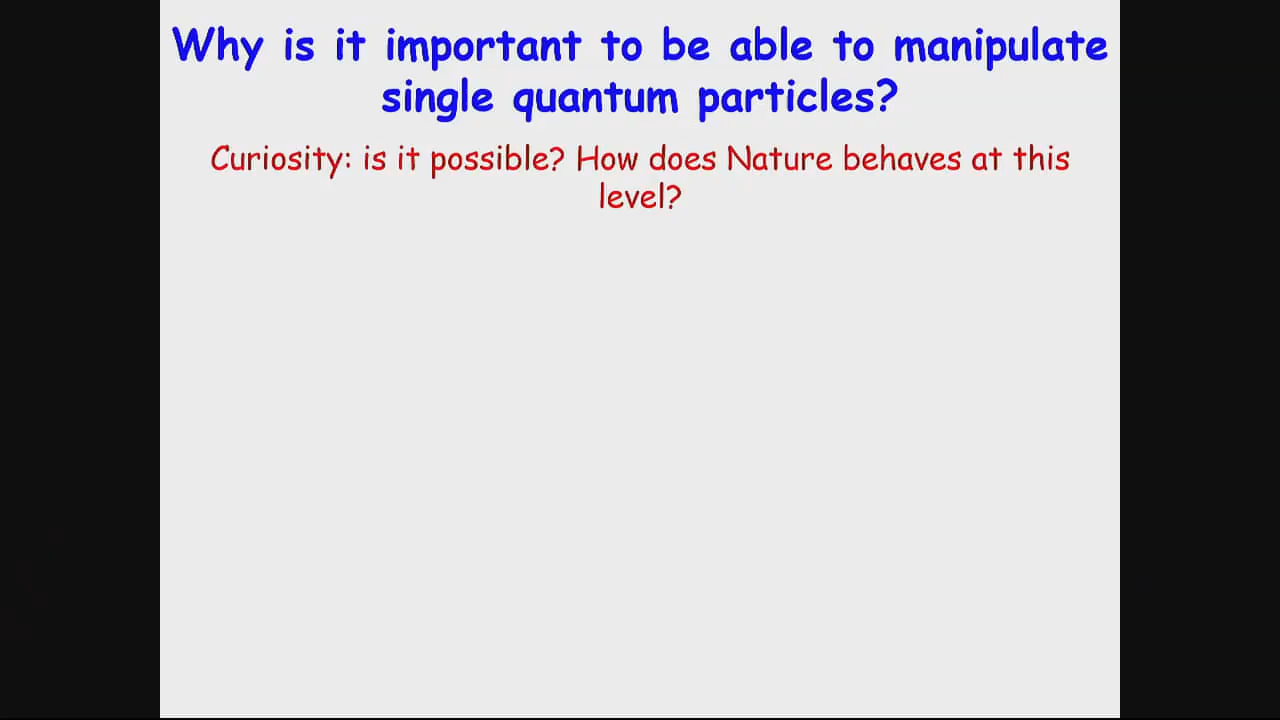 Why is it important to be able to manipulate
single quantum particles?
Curiosity: is it possible? How does Nature behaves at this
level?